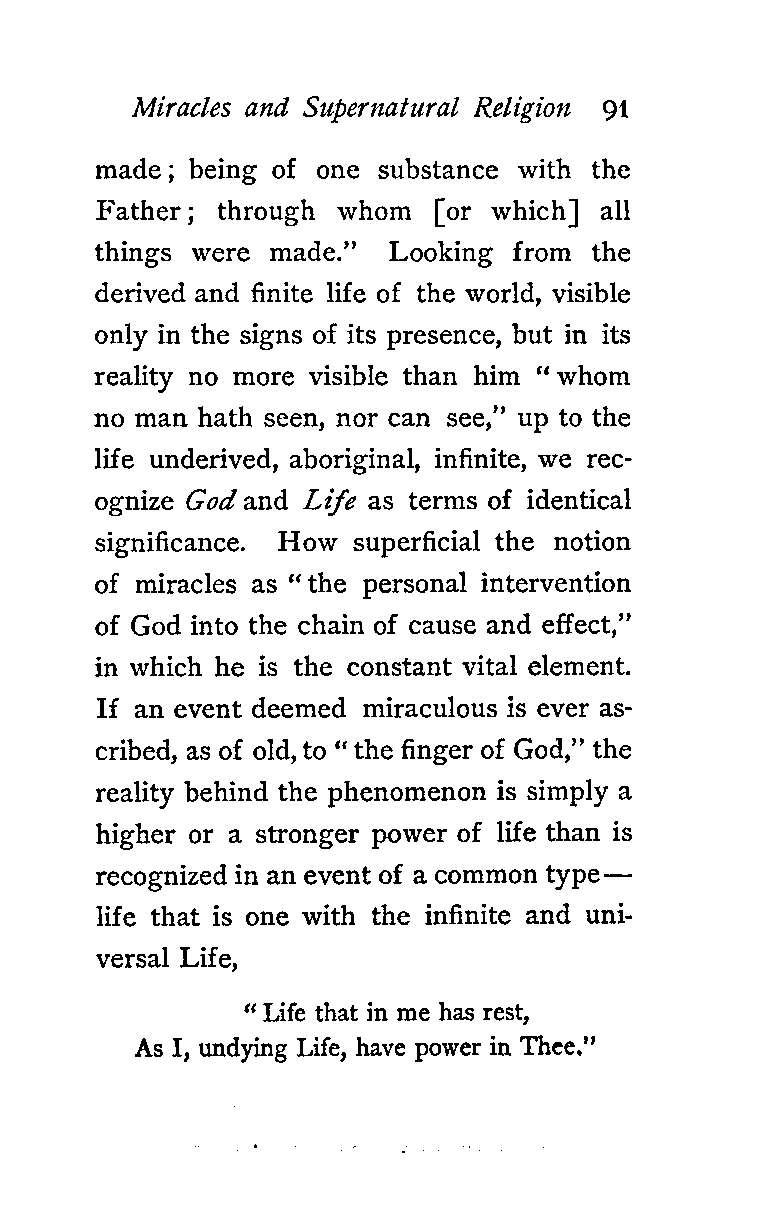 Miracles and Supernatural Religion 91
made; being of one substance with the
Father; through whom [or which] all
things were made.” Looking from the
derived and finite life of the world, visible
only in the signs of its presence, but in its
reality no more visible than him “whom
no man hath seen, nor can see,” up to the
life underived, aboriginal, infinite, we rec-
ognize God and Life as terms of identical
significance. How superficial the notion
of miracles as “the personal intervention
of God into the chain of cause and effect,”
in which he is the constant vital element.
If an event deemed miraculous is ever as-
cribed, as of old, to “the finger of God,” the
reality behind the phenomenon is simply a
higher or a stronger power of life than is
recognized in an event of a common type—
life that is one with the infinite and uni-
versal Life,
“Life that in me has rest,
As I, undying Life, have power in Thee.”